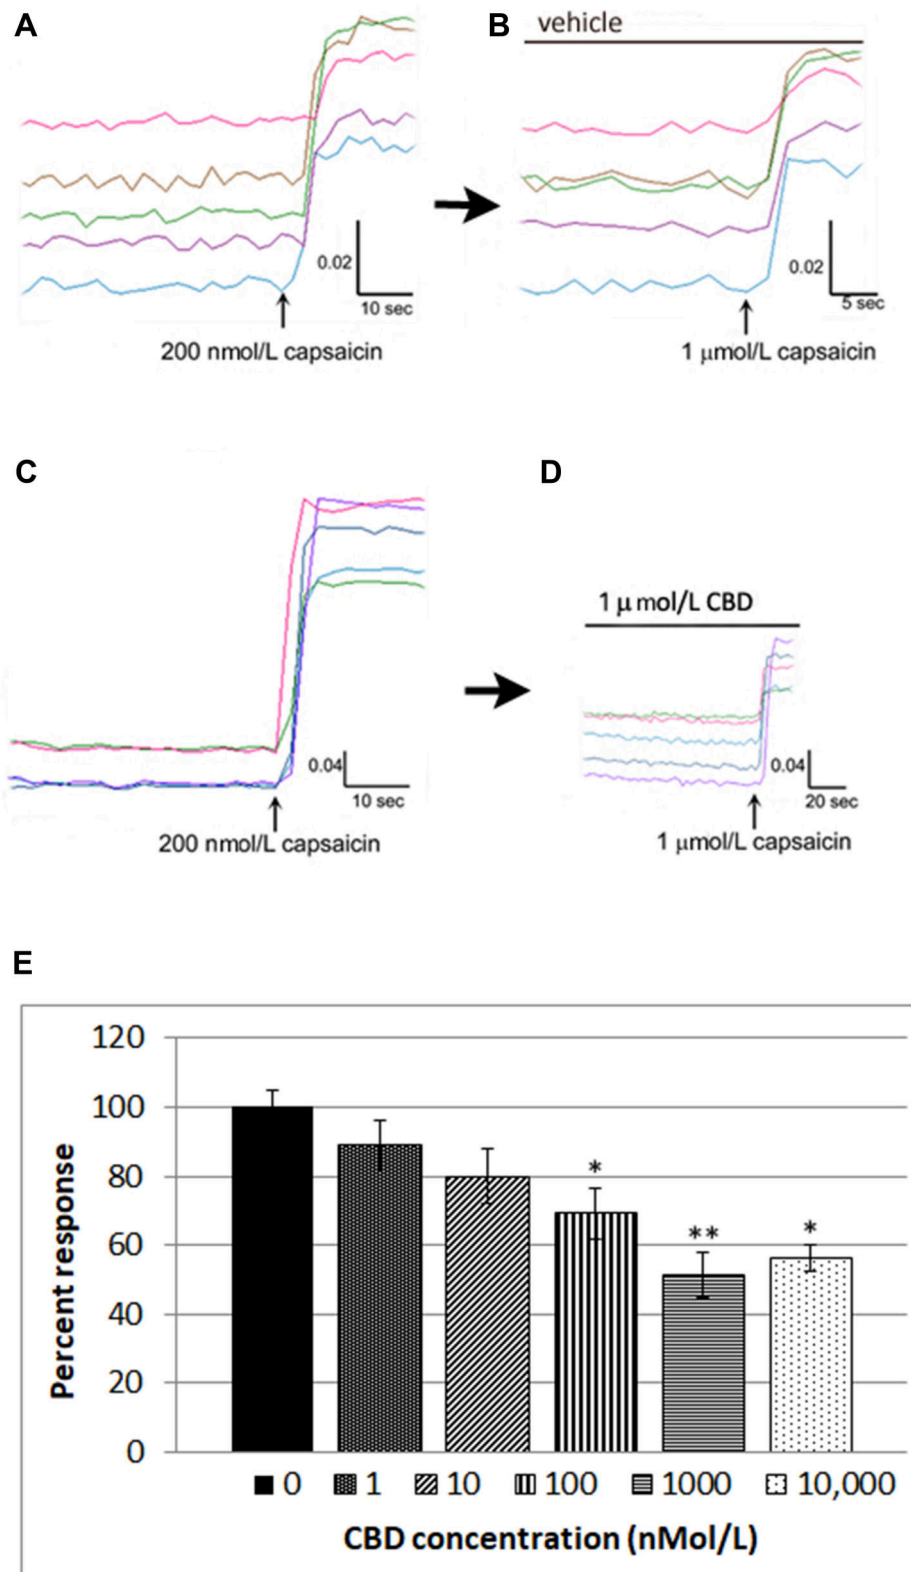 A
B
vehicle
0.02
10 sec
200 nmol/L capsaicin
0.02
5 sec
1 μmol/L capsaicin
C
D
1 μ mol/L CBD
0.04
10 sec
200 nmol/L capsaicin
0.04
20 sec
1 μmol/L capsaicin
E
Percent response
120
100
80
60
40
20
0
*
**
*
0 1 10 100 1000 10,000
CBD concentration (nMol/L)